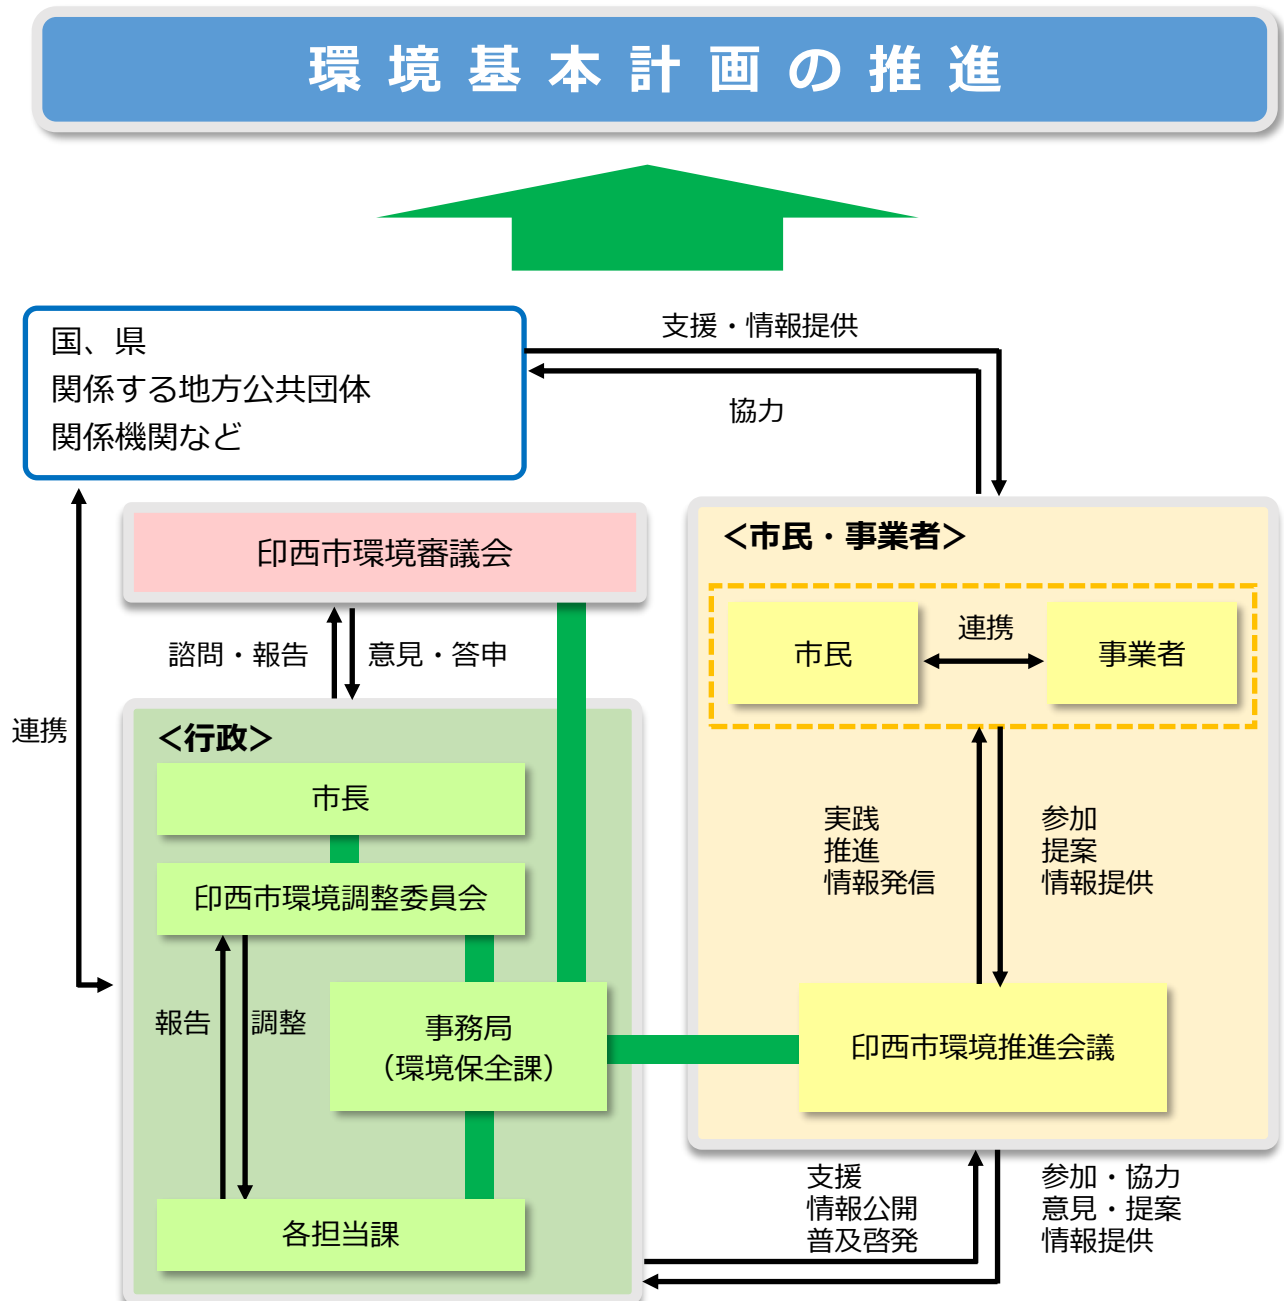 環境基本計画の推進
国、県
関係する地方公共団体
関係機関など
支援・情報提供
協力
連携
印西市環境審議会
諮問・報告
意見・答申
＜行政＞
市長
印西市環境調整委員会
報告
調整
事務局
（環境保全課）
各担当課
＜市民・事業者＞
市民
連携
事業者
実践
推進
情報発信
参加
提案
情報提供
印西市環境推進会議
支援
情報公開
普及啓発
参加・協力
意見・提案
情報提供